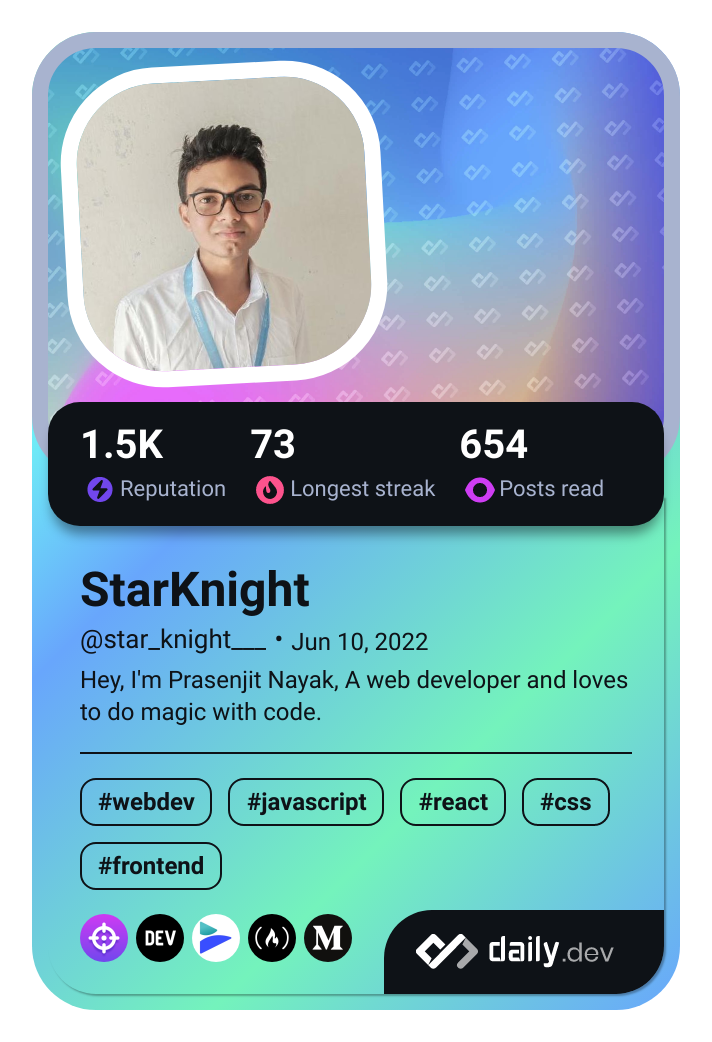 1.5K 73 654
Reputation Longest streak Posts read
StarKnight
@star_knight___ • Jun 10, 2022
Hey, I'm Prasenjit Nayak, A web developer and loves
to do magic with code.
#webdev #javascript #react #css
#frontend
DEV M daily.dev